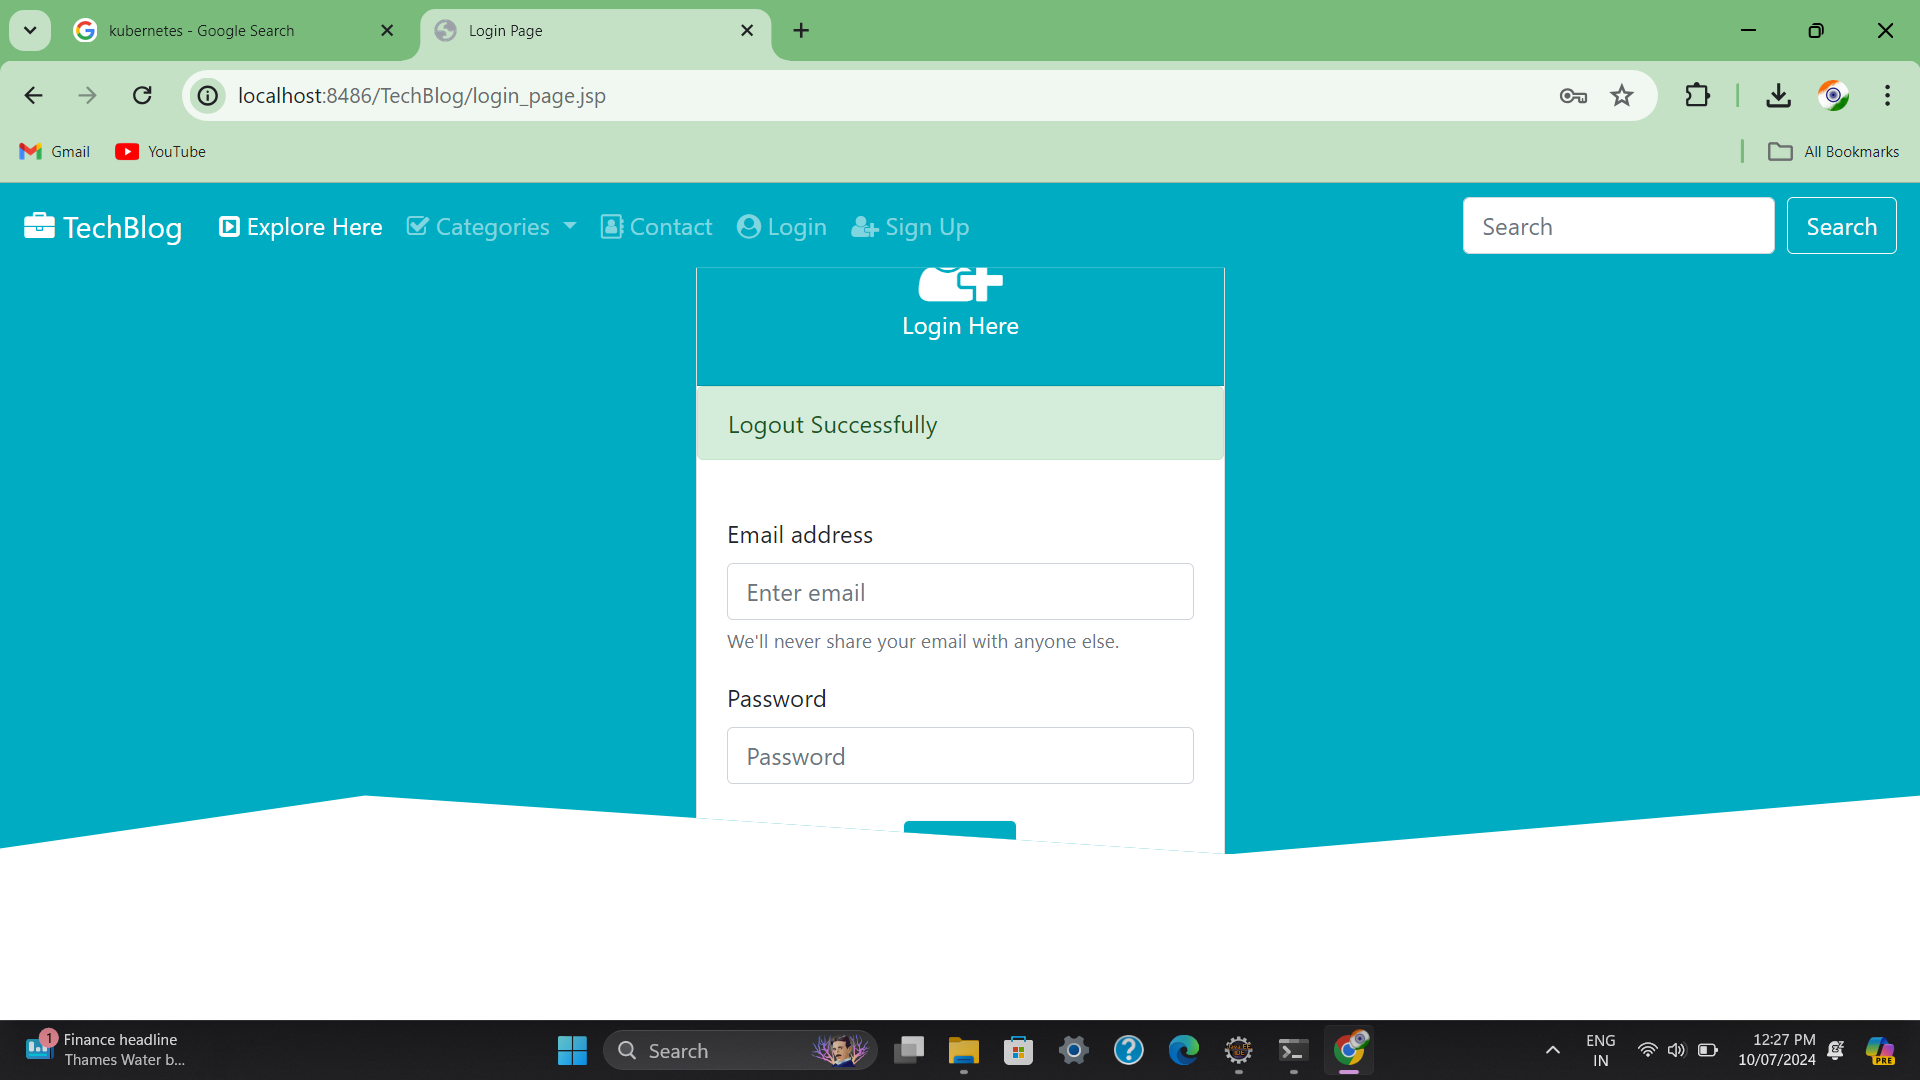 kubernetes - Google Search
Login Page
localhost:8486/TechBlog/login_page.jsp
Gmail
YouTube
All Bookmarks
TechBlog
Explore Here
Categories
Contact
Login
Sign Up
Search
Search
Login Here
Logout Successfully
Email address
Enter email
We'll never share your email with anyone else.
Password
Password
1
Finance headline
Thames Water b...
Search
ENG
IN
12:27 PM
10/07/2024
PRE